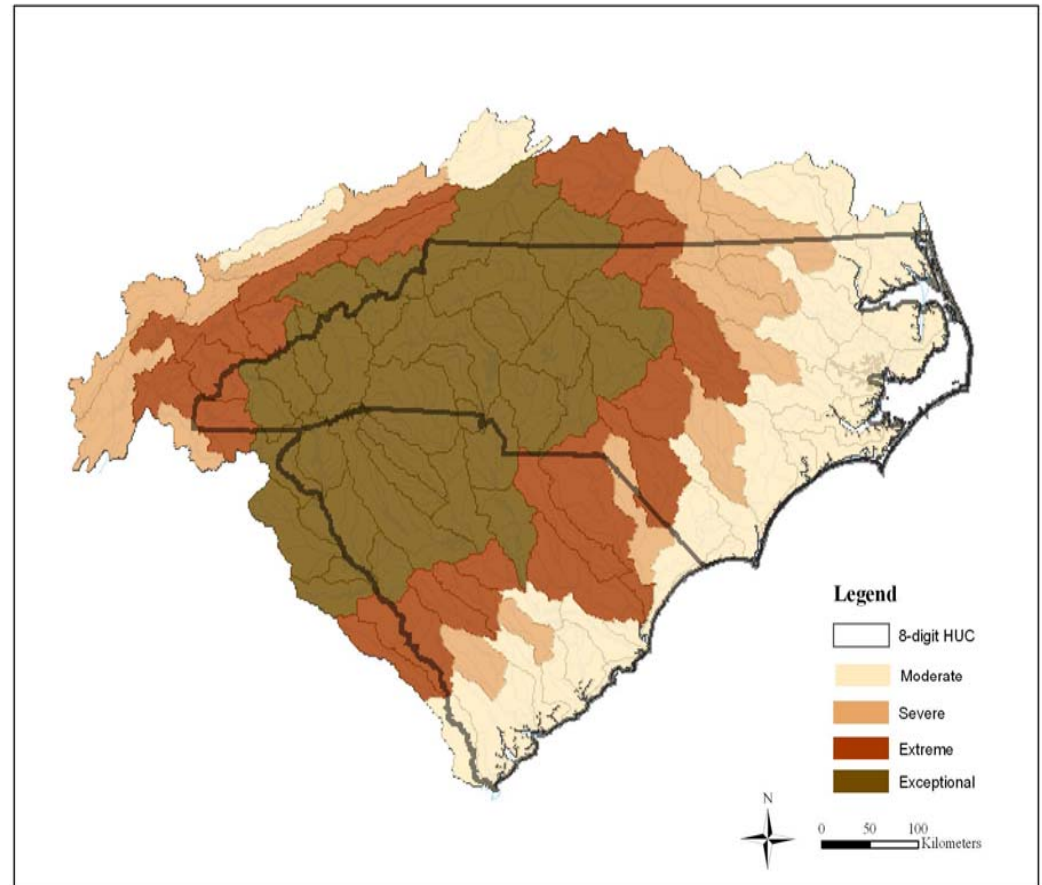 Legend
8-digit HUC
Moderate
Severe
Extreme
Exceptional
N
0 50 100
Kilometers